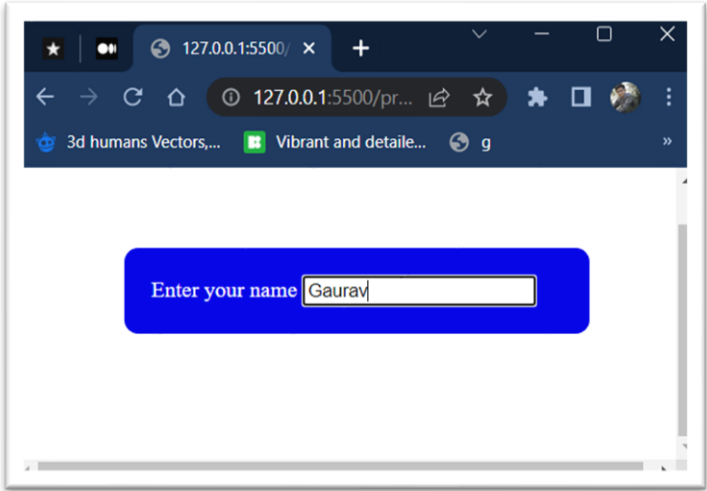 127.0.0.1:5500/
127.0.0.1:5500/pr...
3d humans Vectors,... Vibrant and detaile... g
Enter your name Gaurav